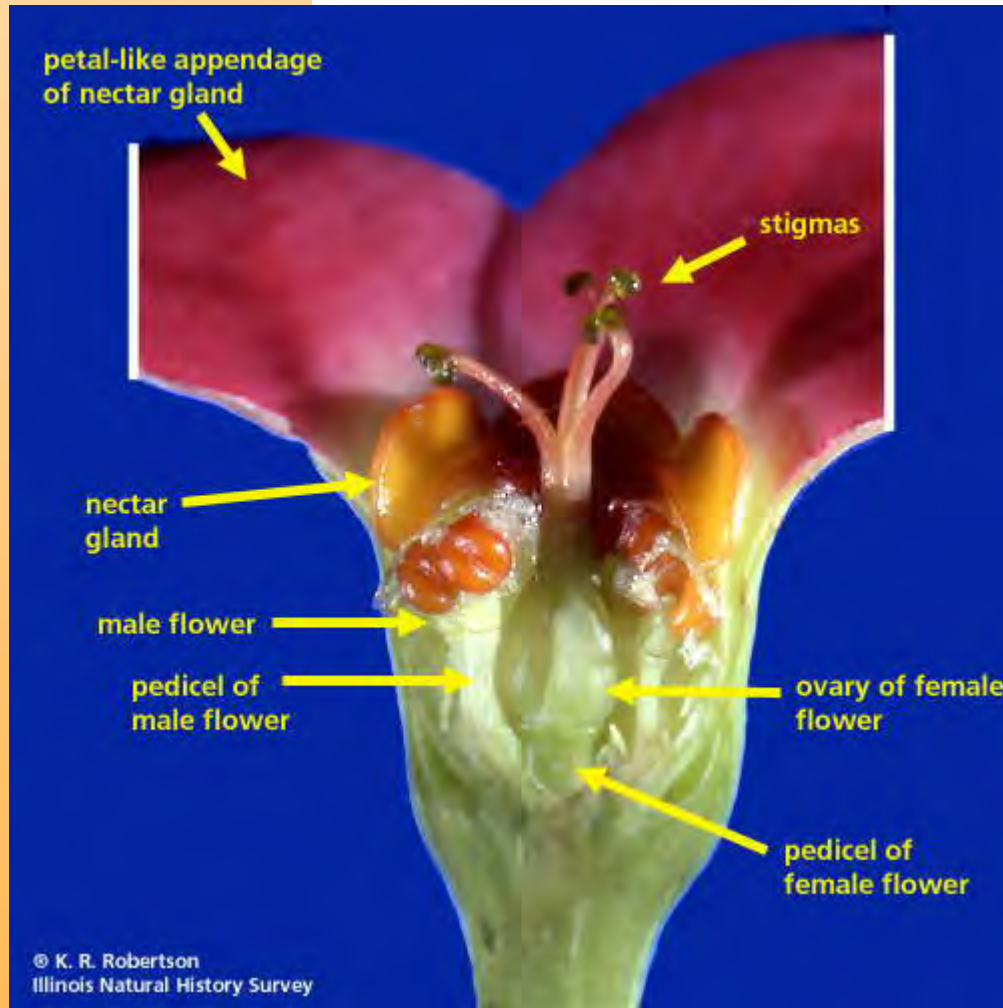 petal-like appendage
of nectar gland
stigmas
nectar
gland
male flower
pedicel of
male flower
ovary of female
flower
pedicel of
female flower
© K. R. Robertson
Illinois Natural History Survey